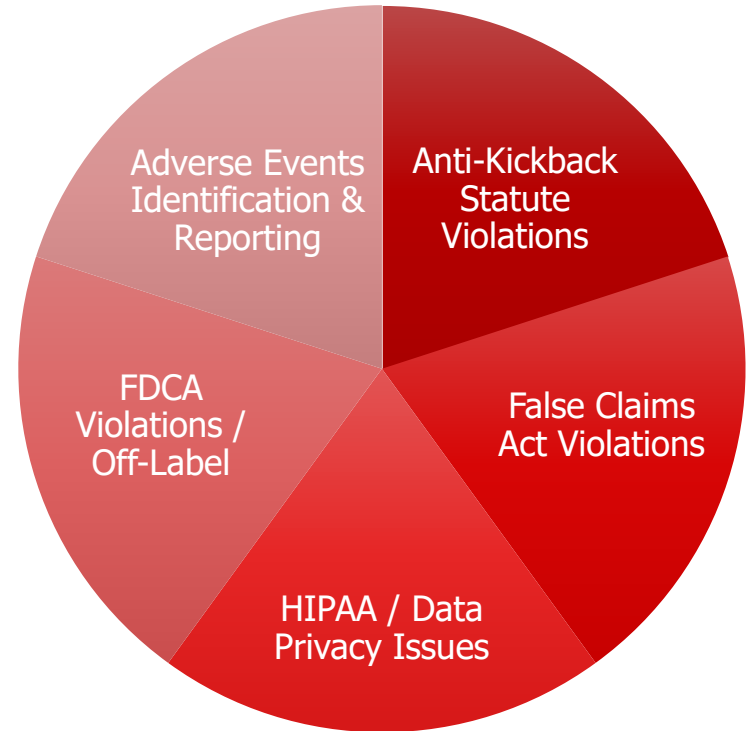 Adverse Events
Identification &
Reporting
Anti-Kickback
Statute
Violations
FDCA
Violations /
Off-Label
False Claims
Act Violations
HIPAA / Data
Privacy Issues